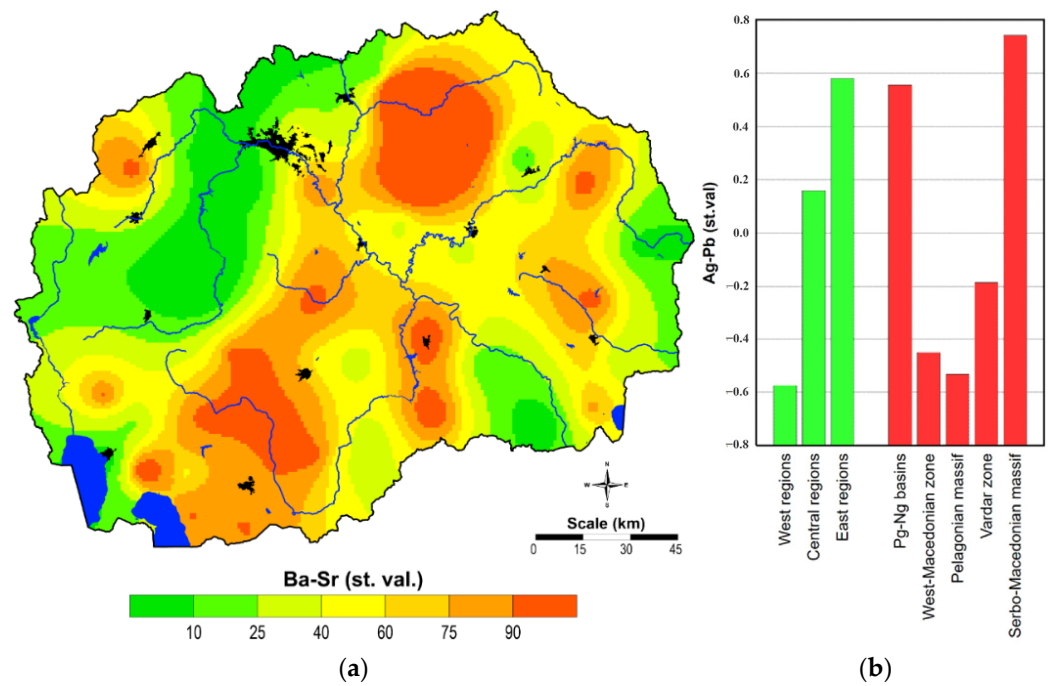 N
W E
S
Scale (km)
0 15 30 45
Ba-Sr (st. val.)
10 25 40 60 75 90
(a)
Ag-Pb (st.val)
0.8
0.6
0.4
0.2
0.0
−0.2
−0.4
−0.6
−0.8
West regions
Central regions
East regions
Pg-Ng basins
West-Macedonian zone
Pelagonian massif
Vardar zone
Serbo-Macedonian massif
(b)